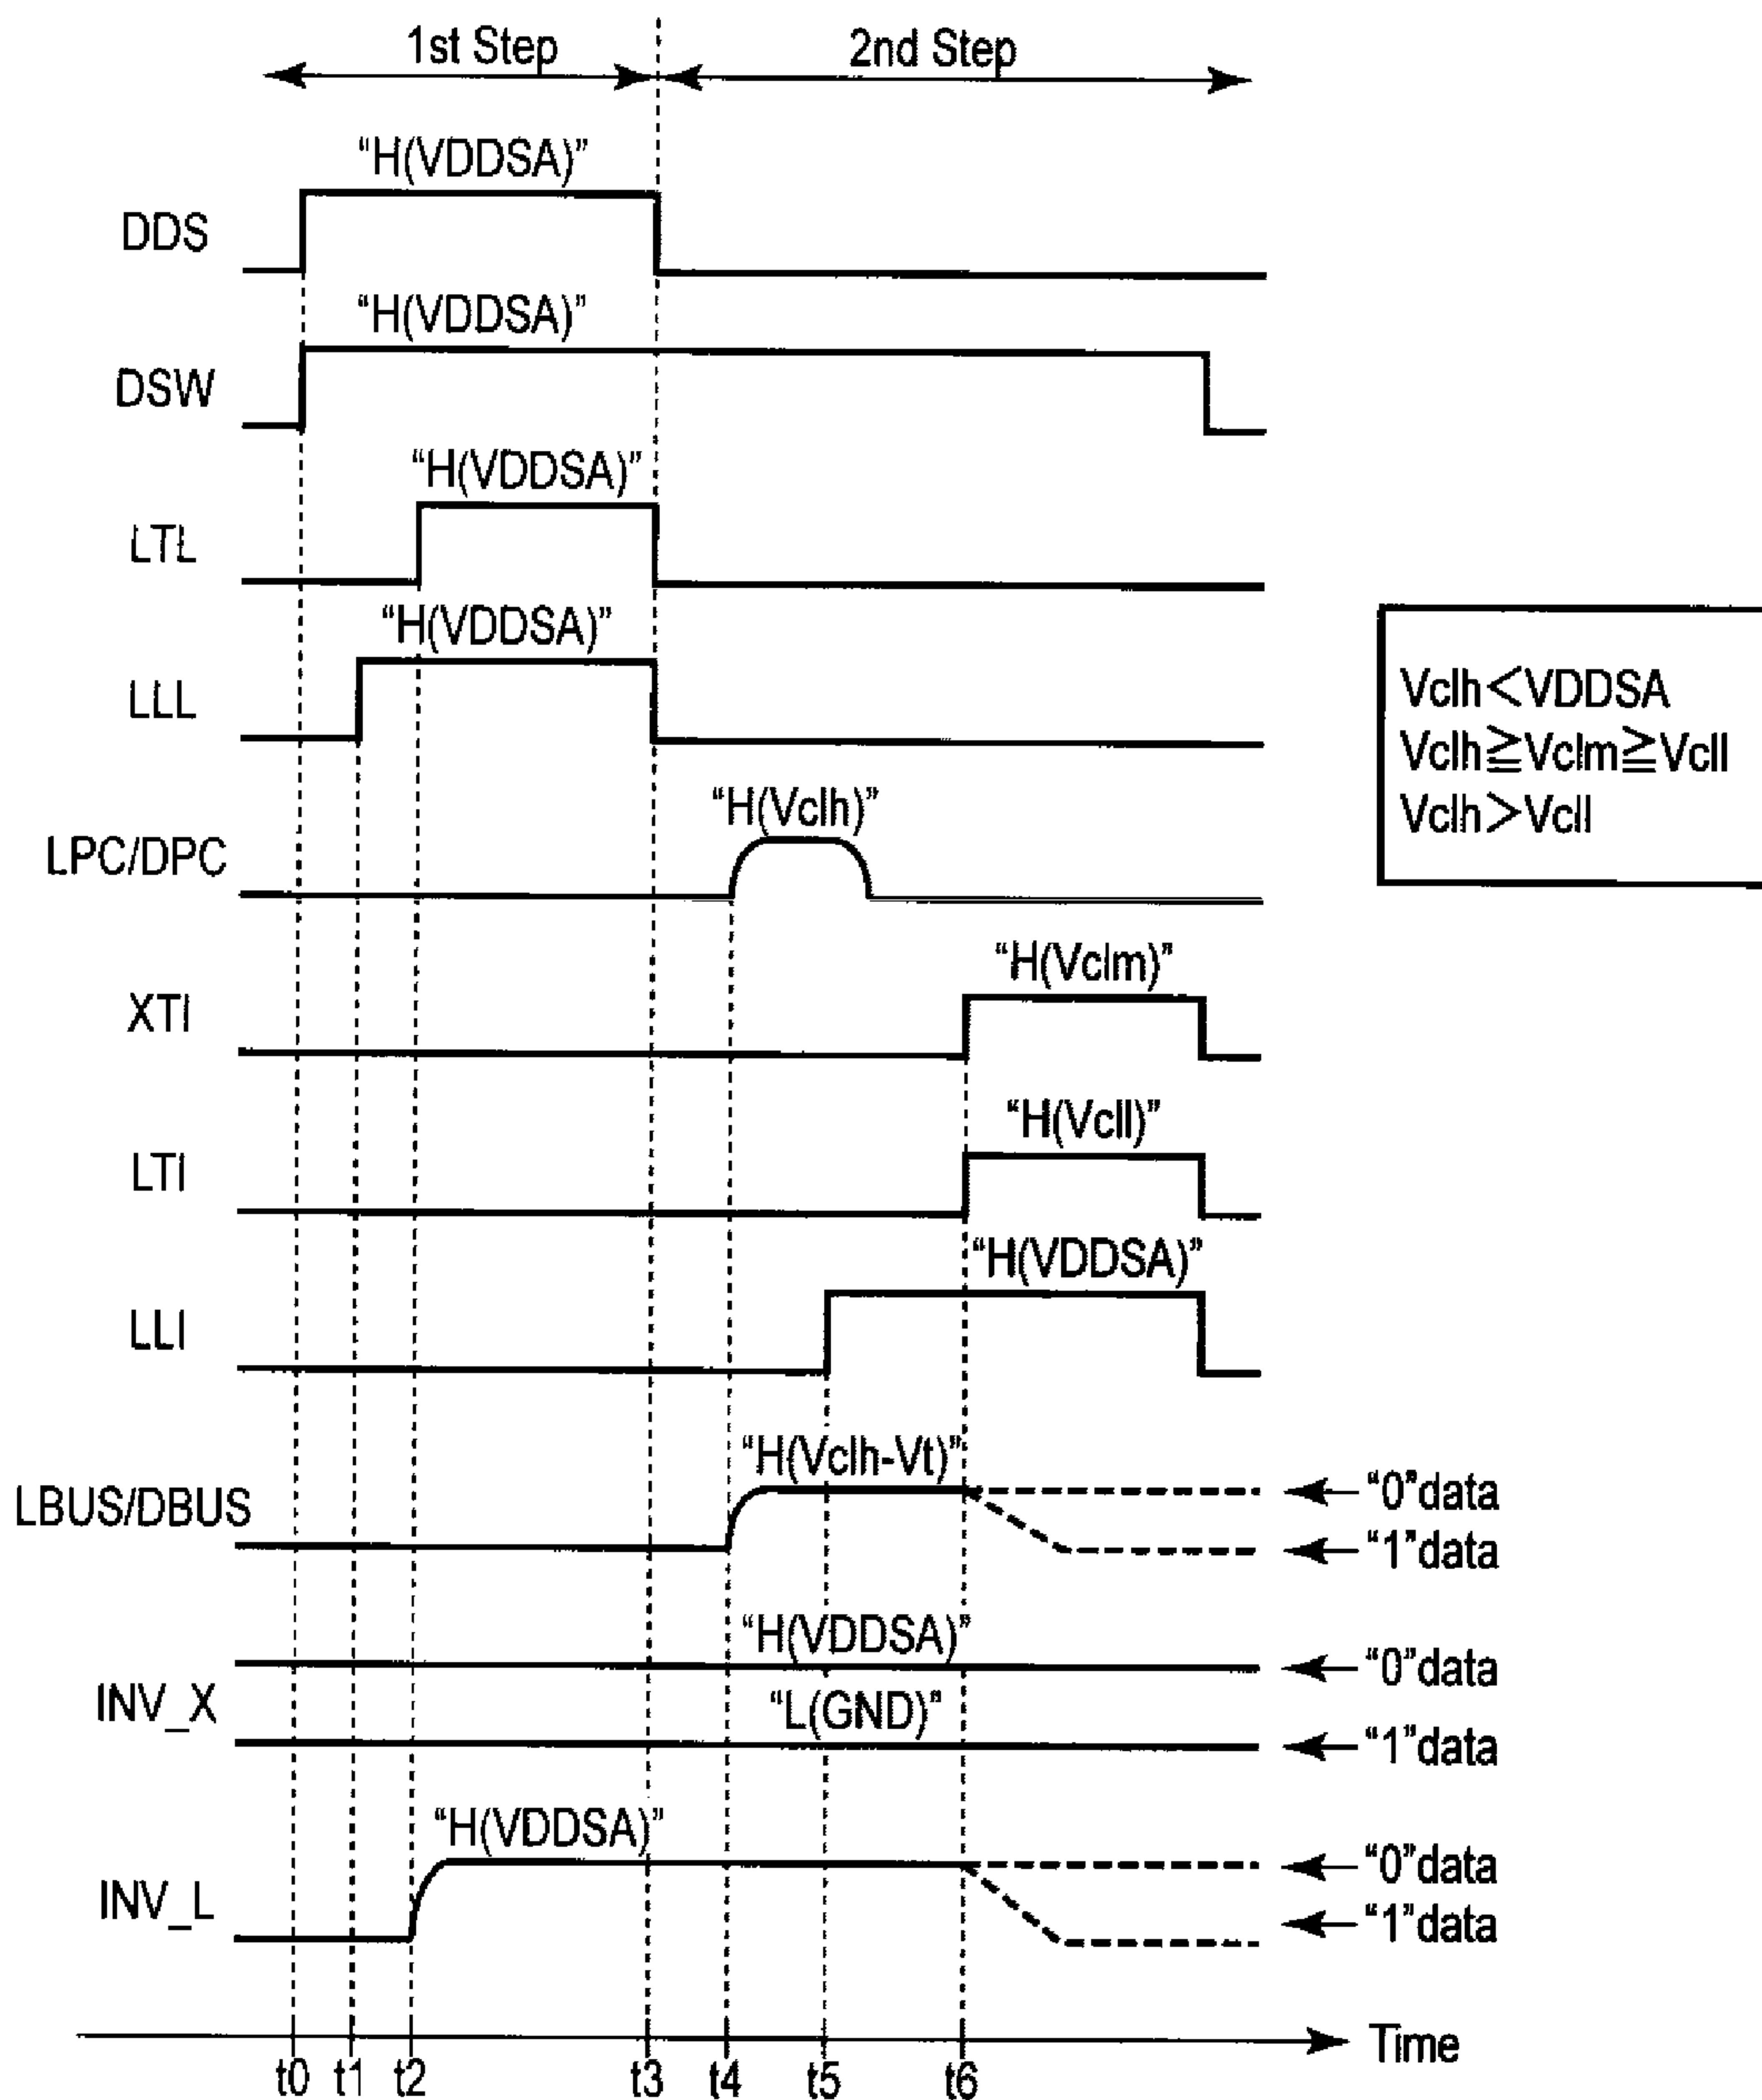 1st Step 2nd Step
“H(VDDSA)”
DDS
“H(VDDSA)”
DSW
“H(VDDSA)”
LTL
“H(VDDSA)”
LLL
Vclh<VDDSA
Vclh≧Vclm≧Vcll
Vclh>Vcll
“H(Vclh)”
LPC/DPC
“H(Vclm)”
XTI
“H(Vcll)”
LTI
“H(VDDSA)”
LLI
“H(Vclh-Vt)”
LBUS/DBUS
“0”data
“1”data
“H(VDDSA)”
“0”data
INV_X
“L(GND)”
“1”data
“H(VDDSA)”
“0”data
INV_L
“1”data
Time
t0 t1 t2 t3 t4 t5 t6